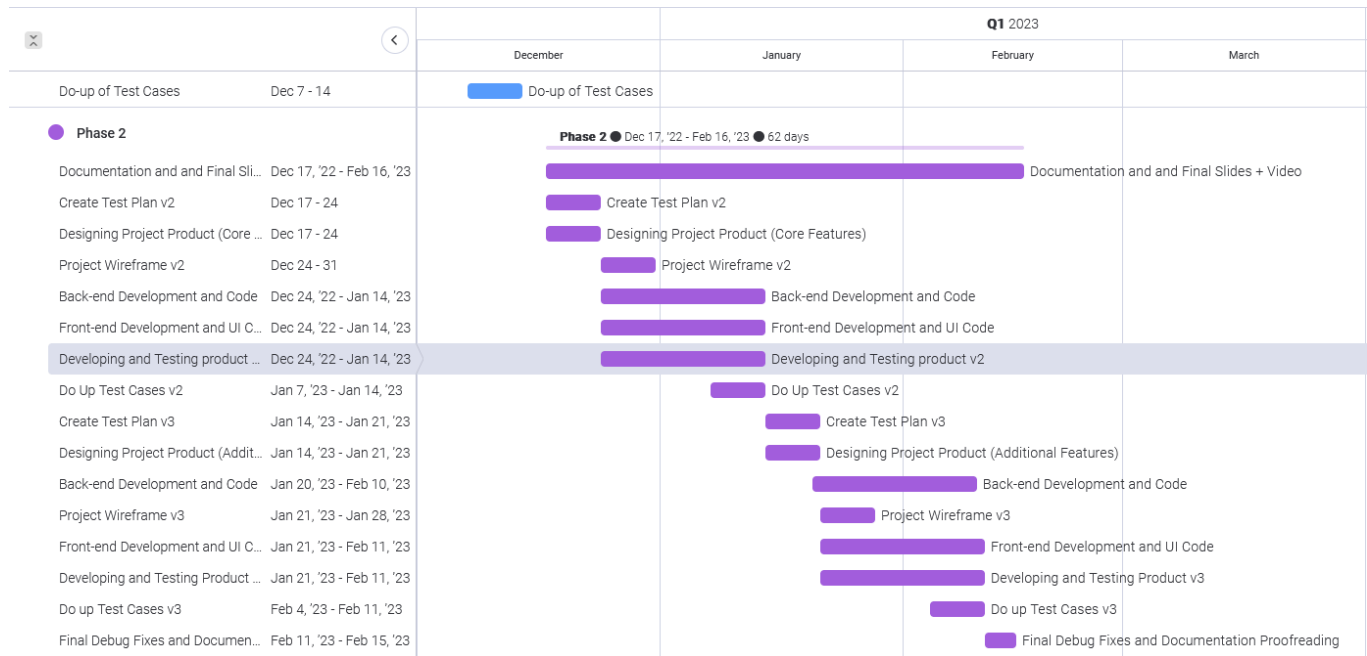 Q1 2023
December January February March
Do-up of Test Cases Dec 7 - 14 Do-up of Test Cases
Phase 2 Phase 2 ● Dec 17, '22 - Feb 16, '23 ● 62 days
Documentation and and Final Sli... Dec 17, '22 - Feb 16, '23 Documentation and and Final Slides + Video
Create Test Plan v2 Dec 17 - 24 Create Test Plan v2
Designing Project Product (Core ... Dec 17 - 24 Designing Project Product (Core Features)
Project Wireframe v2 Dec 24 - 31 Project Wireframe v2
Back-end Development and Code Dec 24, '22 - Jan 14, '23 Back-end Development and Code
Front-end Development and UI C... Dec 24, '22 - Jan 14, '23 Front-end Development and UI Code
Developing and Testing product ... Dec 24, '22 - Jan 14, '23 Developing and Testing product v2
Do Up Test Cases v2 Jan 7, '23 - Jan 14, '23 Do Up Test Cases v2
Create Test Plan v3 Jan 14, '23 - Jan 21, '23 Create Test Plan v3
Designing Project Product (Addit... Jan 14, '23 - Jan 21, '23 Designing Project Product (Additional Features)
Back-end Development and Code Jan 20, '23 - Feb 10, '23 Back-end Development and Code
Project Wireframe v3 Jan 21, '23 - Jan 28, '23 Project Wireframe v3
Front-end Development and UI C... Jan 21, '23 - Feb 11, '23 Front-end Development and UI Code
Developing and Testing Product ... Jan 21, '23 - Feb 11, '23 Developing and Testing Product v3
Do up Test Cases v3 Feb 4, '23 - Feb 11, '23 Do up Test Cases v3
Final Debug Fixes and Documen... Feb 11, '23 - Feb 15, '23 Final Debug Fixes and Documentation Proofreading